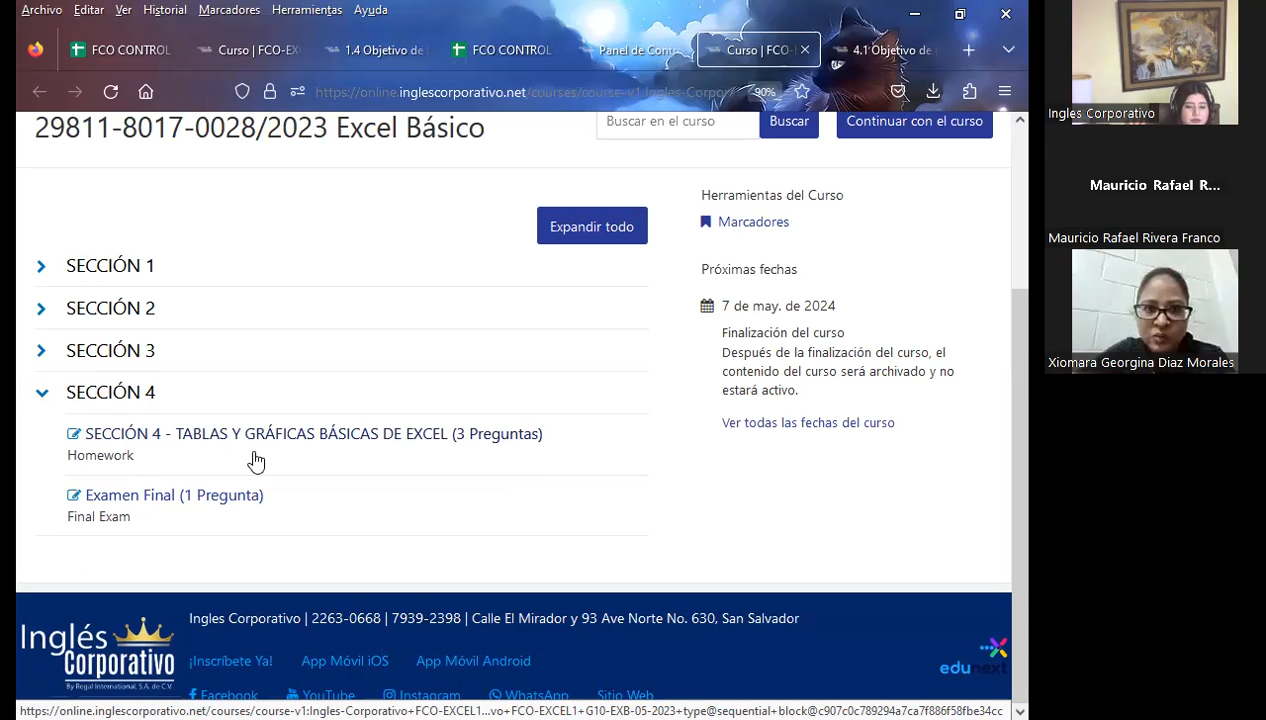 Archivo Editar Ver Historial Marcadores Herramientas Ayuda
FCO CONTROL
Curso | FCO-EX
1.4 Objetivo de
FCO CONTROL
Panel de Cont
Curso | FCO-
4.1 Objetivo de
https://online.inglescorporativo.net/courses/course-v1:Ingles-Corpor
90%
29811-8017-0028/2023 Excel Básico
Buscar en el curso
Buscar
Continuar con el curso
Expandir todo
SECCIÓN 1
SECCIÓN 2
SECCIÓN 3
SECCIÓN 4
SECCIÓN 4 - TABLAS Y GRÁFICAS BÁSICAS DE EXCEL (3 Preguntas)
Homework
Examen Final (1 Pregunta)
Final Exam
Herramientas del Curso
Marcadores
Próximas fechas
7 de may. de 2024
Finalización del curso
Después de la finalización del curso, el
contenido del curso será archivado y no
estará activo.
Ver todas las fechas del curso
Inglés
Corporativo
By Regal International, S.A. de C.V.
Ingles Corporativo | 2263-0668 | 7939-2398 | Calle El Mirador y 93 Ave Norte No. 630, San Salvador
¡Inscríbete Ya! App Móvil iOS App Móvil Android
Facebook YouTube Instagram WhatsApp Sitio Web
edunext
https://online.inglescorporativo.net/courses/course-v1:Ingles-Corporativo+FCO-EXCEL1...vo+FCO-EXCEL1+G10-EXB-05-2023+type@sequential+block@c907c0c789294a7ca7f886f58fbe34cc
Ingles Corporativo
Mauricio Rafael R...
Mauricio Rafael Rivera Franco
Xiomara Georgina Diaz Morales